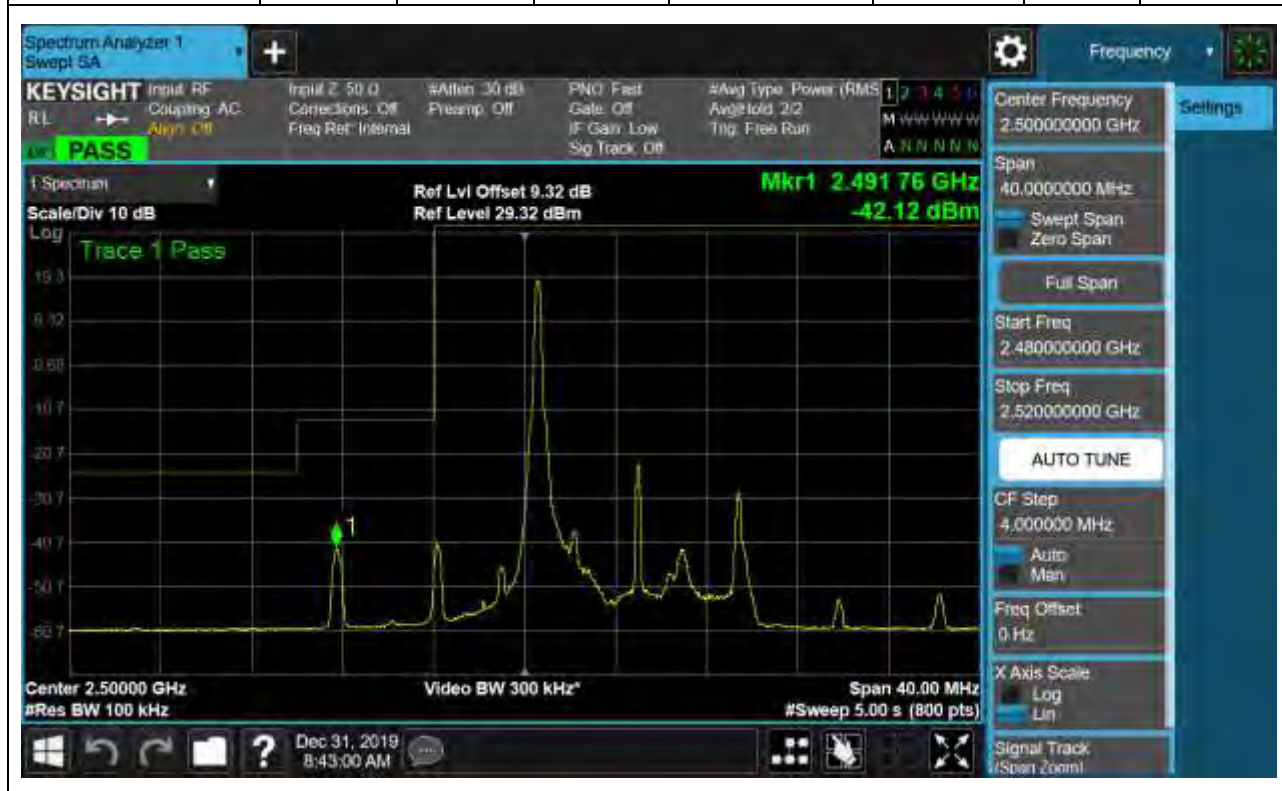 Spectrum Analyzer 1
Swept SA
Frequency
KEYSIGHT
RL
Input: RF
Coupling: AC
Align: Off
Input Z: 50 Ω
Corrections: Off
Freq Ref: Internal
#Atten: 30 dB
Preamp: Off
PNO: Fast
Gate: Off
IF Gain: Low
Sig Track: Off
#Avg Type: Power (RMS
Avg|Hold: 2/2
Trig: Free Run
1 2 3 4 5 6
M W W W W W
A N N N N N
PASS
1 Spectrum
Scale/Div 10 dB
Ref Lvl Offset 9.32 dB
Ref Level 29.32 dBm
Mkr1 2.491 76 GHz
-42.12 dBm
Log
Trace 1 Pass
19.3
9.32
-0.68
-10.7
-20.7
-30.7
-40.7
-50.7
-60.7
1
Center 2.50000 GHz
#Res BW 100 kHz
Video BW 300 kHz*
Span 40.00 MHz
#Sweep 5.00 s (800 pts)
Center Frequency
2.500000000 GHz
Settings
Span
40.0000000 MHz
Swept Span
Zero Span
Full Span
Start Freq
2.480000000 GHz
Stop Freq
2.520000000 GHz
AUTO TUNE
CF Step
4.000000 MHz
Auto
Man
Freq Offset
0 Hz
X Axis Scale
Log
Lin
Signal Track
(Span Zoom)
?
Dec 31, 2019
8:43:00 AM